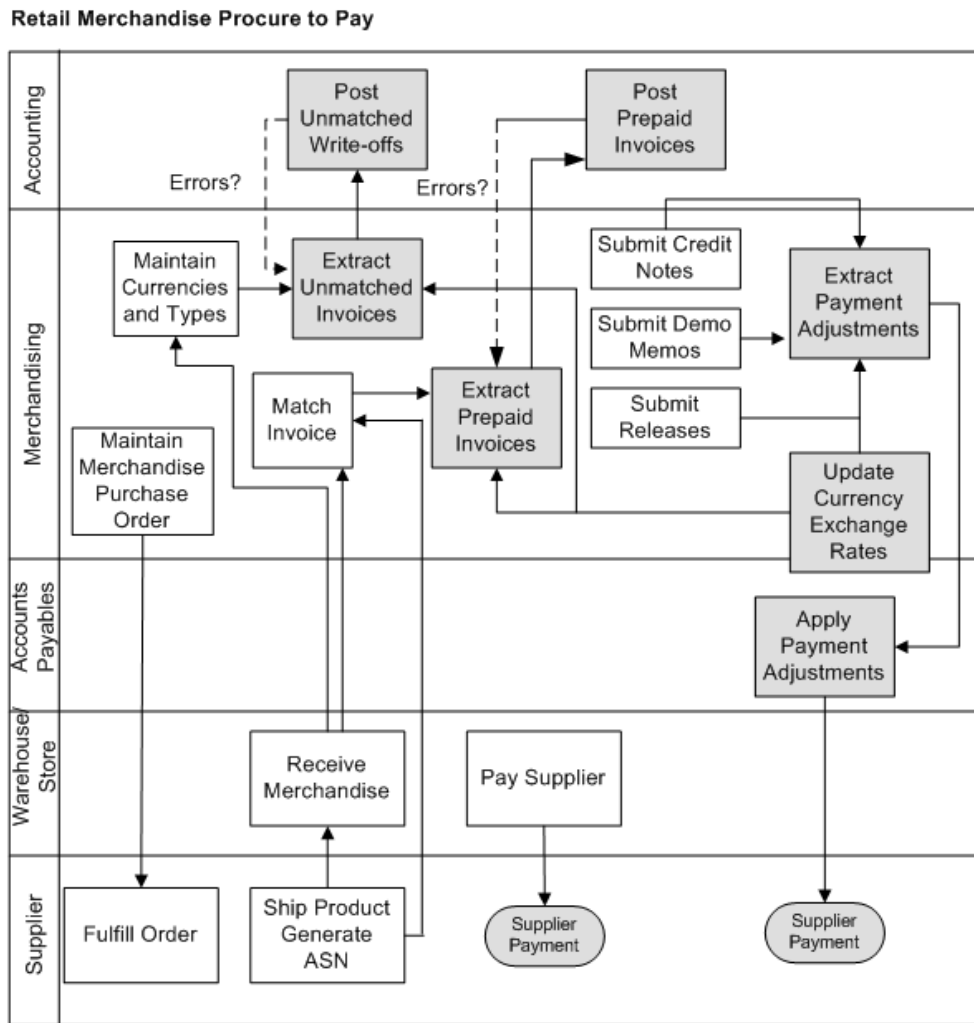 Retail Merchandise Procure to Pay
Accounting
Post
Unmatched
Write-offs
Post
Prepaid
Invoices
Errors?
Errors?
Merchandising
Maintain
Currencies
and Types
Extract
Unmatched
Invoices
Submit Credit
Notes
Extract
Payment
Adjustments
Submit Demo
Memos
Match
Invoice
Extract
Prepaid
Invoices
Submit
Releases
Maintain
Merchandise
Purchase
Order
Update
Currency
Exchange
Rates
Accounts
Payables
Apply
Payment
Adjustments
Warehouse/
Store
Receive
Merchandise
Pay Supplier
Supplier
Fulfill Order
Ship Product
Generate
ASN
Supplier
Payment
Supplier
Payment